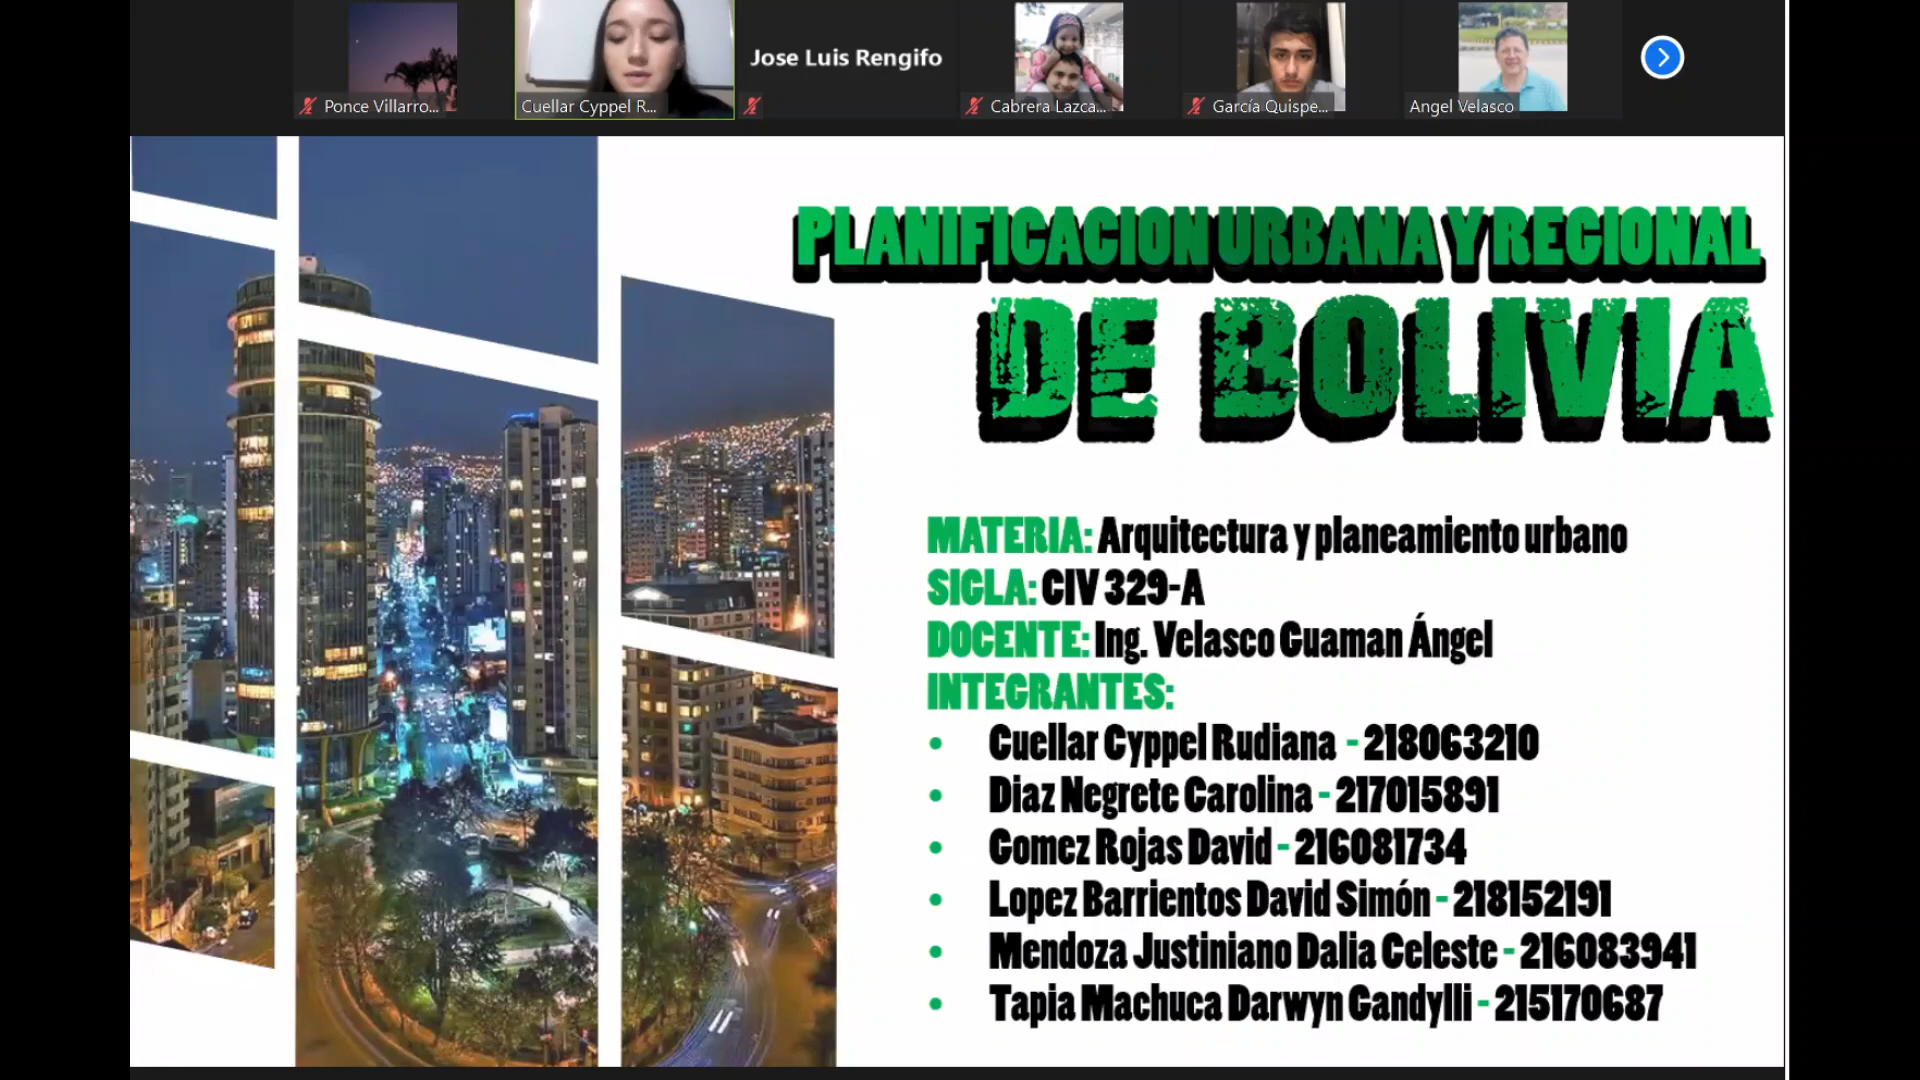 Jose Luis Rengifo
Ponce Villarro...
Cuellar Cyppel R...
Cabrera Lazca...
García Quispe...
Angel Velasco
PLANIFICACION URBANA Y REGIONAL
DE BOLIVIA
MATERIA: Arquitectura y planeamiento urbano
SIGLA: CIV 329-A
DOCENTE: Ing. Velasco Guaman Ángel
INTEGRANTES:
• Cuellar Cyppel Rudiana - 218063210
• Diaz Negrete Carolina - 217015891
• Gomez Rojas David - 216081734
• Lopez Barrientos David Simón - 218152191
• Mendoza Justiniano Dalia Celeste - 216083941
• Tapia Machuca Darwyn Gandylli - 215170687